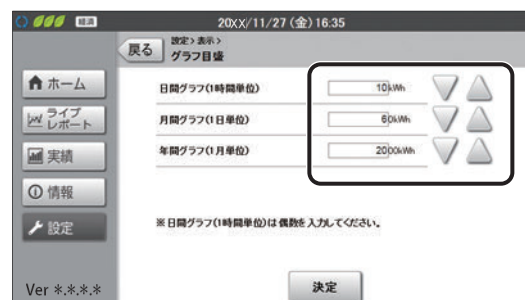 経済
20XX/11/27(金)16:35
戻る
設定>表示>
グラフ目盛
ホーム
ライブ
レポート
実績
情報
設定
日間グラフ(1時間単位)
10kWh
月間グラフ(1日単位)
60kWh
年間グラフ(1月単位)
2000kWh
※日間グラフ(1時間単位)は偶数を入力してください。
決定
Ver *.*.*.*